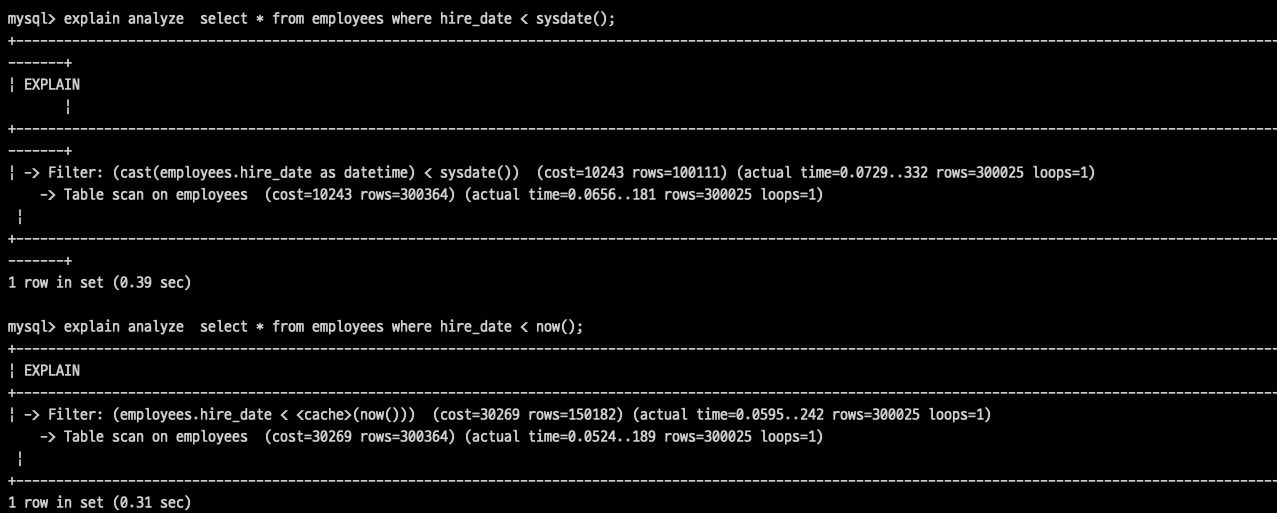 mysql> explain analyze  select * from employees where hire_date < sysdate();
+--------------------------------------------------------------------------------------------------------------------------------------------------------------
-------+
| EXPLAIN
       |
+--------------------------------------------------------------------------------------------------------------------------------------------------------------
-------+
| -> Filter: (cast(employees.hire_date as datetime) < sysdate())  (cost=10243 rows=100111) (actual time=0.0729..332 rows=300025 loops=1)
    -> Table scan on employees  (cost=10243 rows=300364) (actual time=0.0656..181 rows=300025 loops=1)
 |
+--------------------------------------------------------------------------------------------------------------------------------------------------------------
-------+
1 row in set (0.39 sec)

mysql> explain analyze  select * from employees where hire_date < now();
+--------------------------------------------------------------------------------------------------------------------------------------------------------------
| EXPLAIN
+--------------------------------------------------------------------------------------------------------------------------------------------------------------
| -> Filter: (employees.hire_date < <cache>(now()))  (cost=30269 rows=150182) (actual time=0.0595..242 rows=300025 loops=1)
    -> Table scan on employees  (cost=30269 rows=300364) (actual time=0.0524..189 rows=300025 loops=1)
 |
+--------------------------------------------------------------------------------------------------------------------------------------------------------------
1 row in set (0.31 sec)